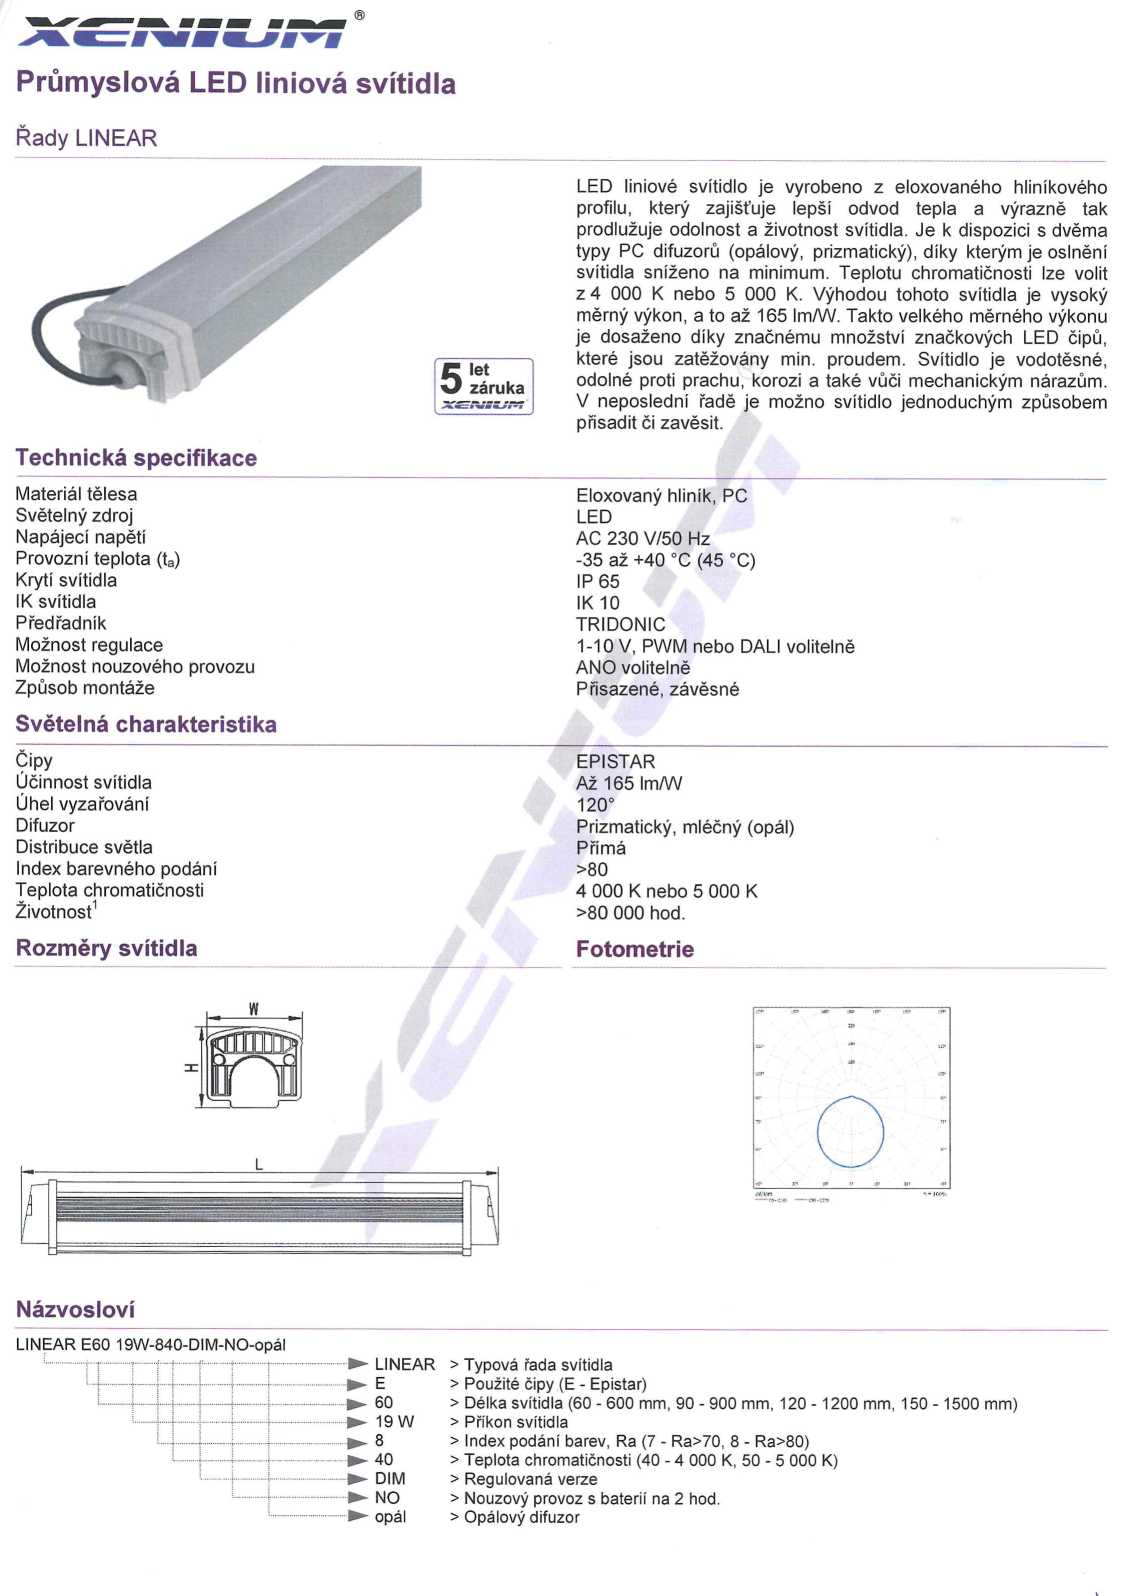 XENIUM®
Průmyslová LED liniová svítidla
Řady LINEAR
LED liniové svítidlo je vyrobeno z eloxovaného hliníkového
profilu, který zajišťuje lepší odvod tepla a výrazně tak
prodlužuje odolnost a životnost svítidla. Je k dispozici s dvěma
typy PC difuzorů (opálový, prizmatický), díky kterým je oslnění
svítidla sníženo na minimum. Teplotu chromatičnosti lze volit
z 4 000 K nebo 5 000 K. Výhodou tohoto svítidla je vysoký
měrný výkon, a to až 165 lm/W. Takto velkého měrného výkonu
je dosaženo díky značnému množství značkových LED čipů,
které jsou zatěžovány min. proudem. Svítidlo je vodotěsné,
odolné proti prachu, korozi a také vůči mechanickým nárazům.
V neposlední řadě je možno svítidlo jednoduchým způsobem
přisadit či zavěsit.
5 let
záruka
XENIUM
Technická specifikace
Materiál tělesa Eloxovaný hliník, PC
Světelný zdroj LED
Napájecí napětí AC 230 V/50 Hz
Provozní teplota (ta) -35 až +40 °C (45 °C)
Krytí svítidla IP 65
IK svítidla IK 10
Předřadník TRIDONIC
Možnost regulace 1-10 V, PWM nebo DALI volitelně
Možnost nouzového provozu ANO volitelně
Způsob montáže Přisazené, závěsné
Světelná charakteristika
Čipy EPISTAR
Účinnost svítidla Až 165 lm/W
Úhel vyzařování 120°
Difuzor Prizmatický, mléčný (opál)
Distribuce světla Přímá
Index barevného podání >80
Teplota chromatičnosti 4 000 K nebo 5 000 K
Životnost1 >80 000 hod.
XENIUM
Rozměry svítidla
Fotometrie
W
H
L
Názvosloví
LINEAR E60 19W-840-DIM-NO-opál
LINEAR > Typová řada svítidla
E > Použité čipy (E - Epistar)
60 > Délka svítidla (60 - 600 mm, 90 - 900 mm, 120 - 1200 mm, 150 - 1500 mm)
19 W > Příkon svítidla
8 > Index podání barev, Ra (7 - Ra>70, 8 - Ra>80)
40 > Teplota chromatičnosti (40 - 4 000 K, 50 - 5 000 K)
DIM > Regulovaná verze
NO > Nouzový provoz s baterií na 2 hod.
opál > Opálový difuzor